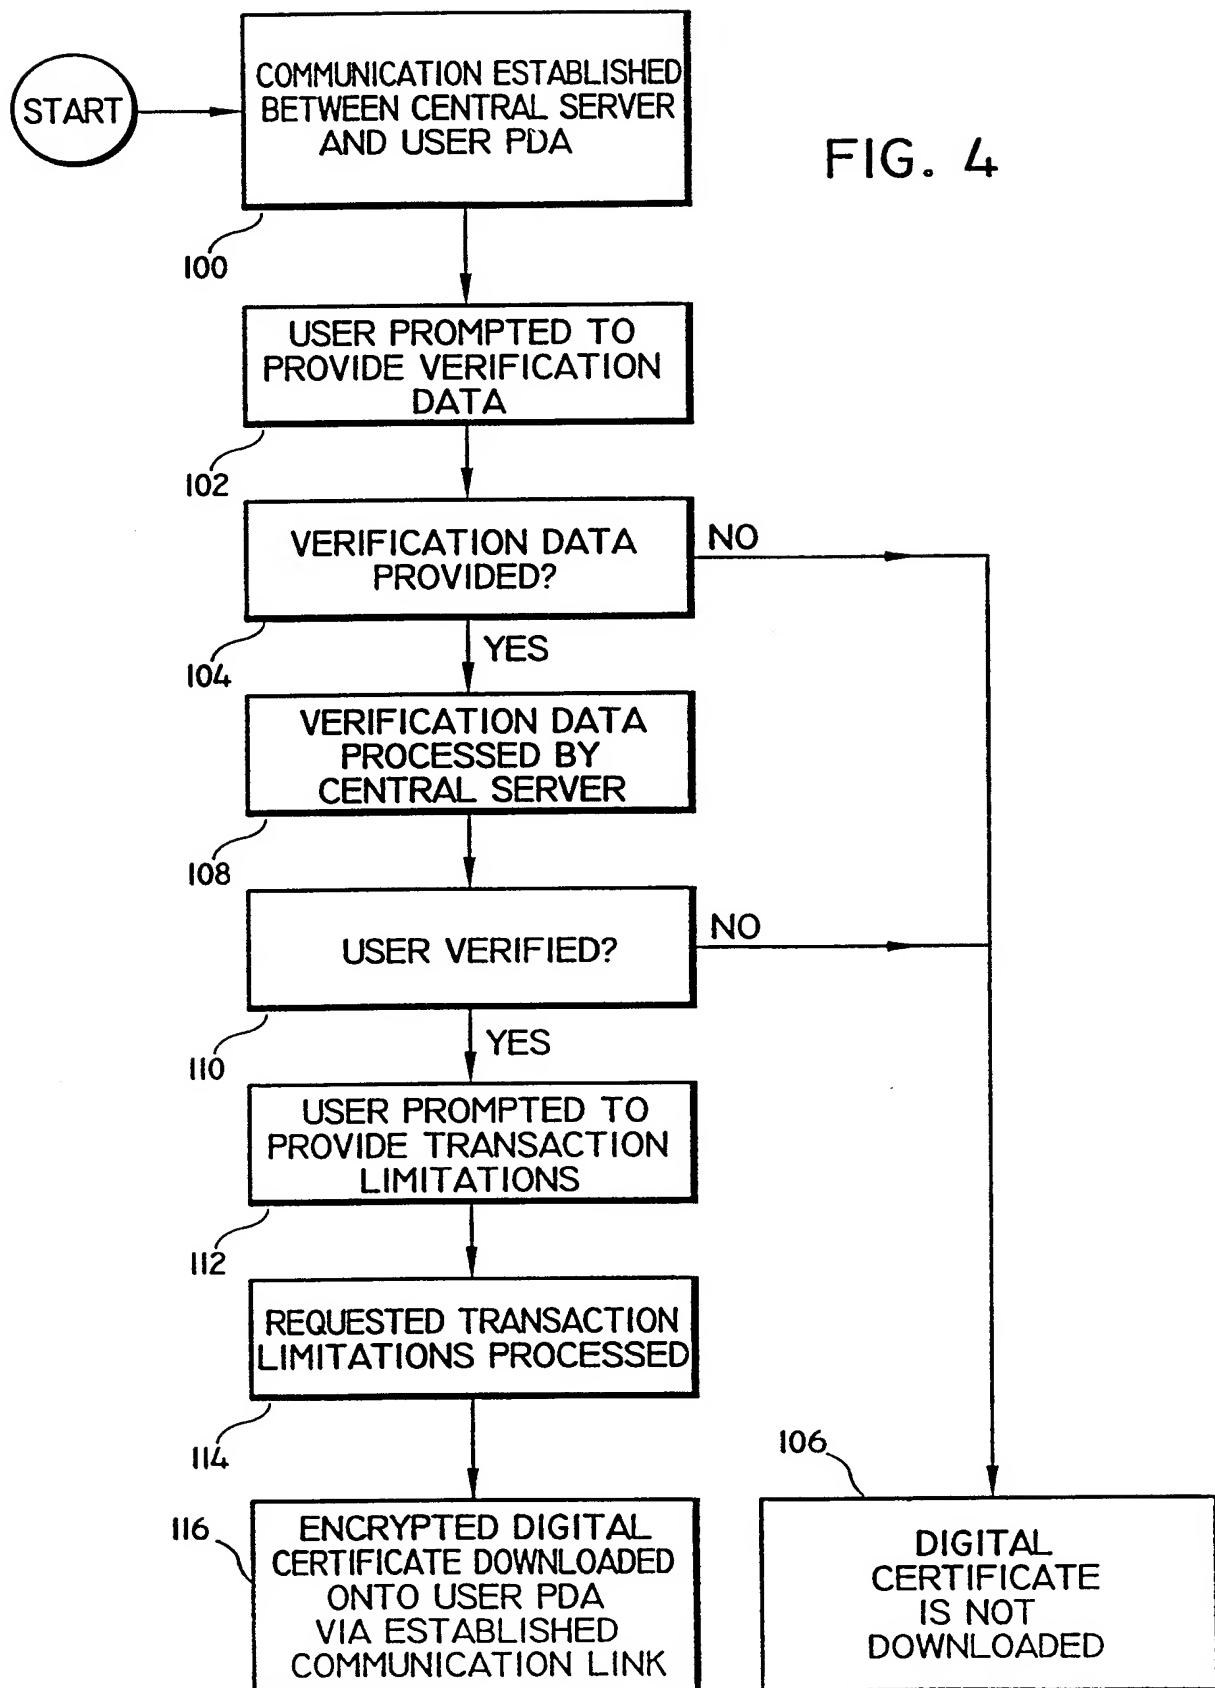 START
COMMUNICATION ESTABLISHED
BETWEEN CENTRAL SERVER
AND USER PDA
FIG. 4
100
USER PROMPTED TO
PROVIDE VERIFICATION
DATA
102
VERIFICATION DATA
PROVIDED?
NO
104
YES
VERIFICATION DATA
PROCESSED BY
CENTRAL SERVER
108
USER VERIFIED?
NO
110
YES
USER PROMPTED TO
PROVIDE TRANSACTION
LIMITATIONS
112
REQUESTED TRANSACTION
LIMITATIONS PROCESSED
114
116
ENCRYPTED DIGITAL
CERTIFICATE DOWNLOADED
ONTO USER PDA
VIA ESTABLISHED
COMMUNICATION LINK
106
DIGITAL
CERTIFICATE
IS NOT
DOWNLOADED